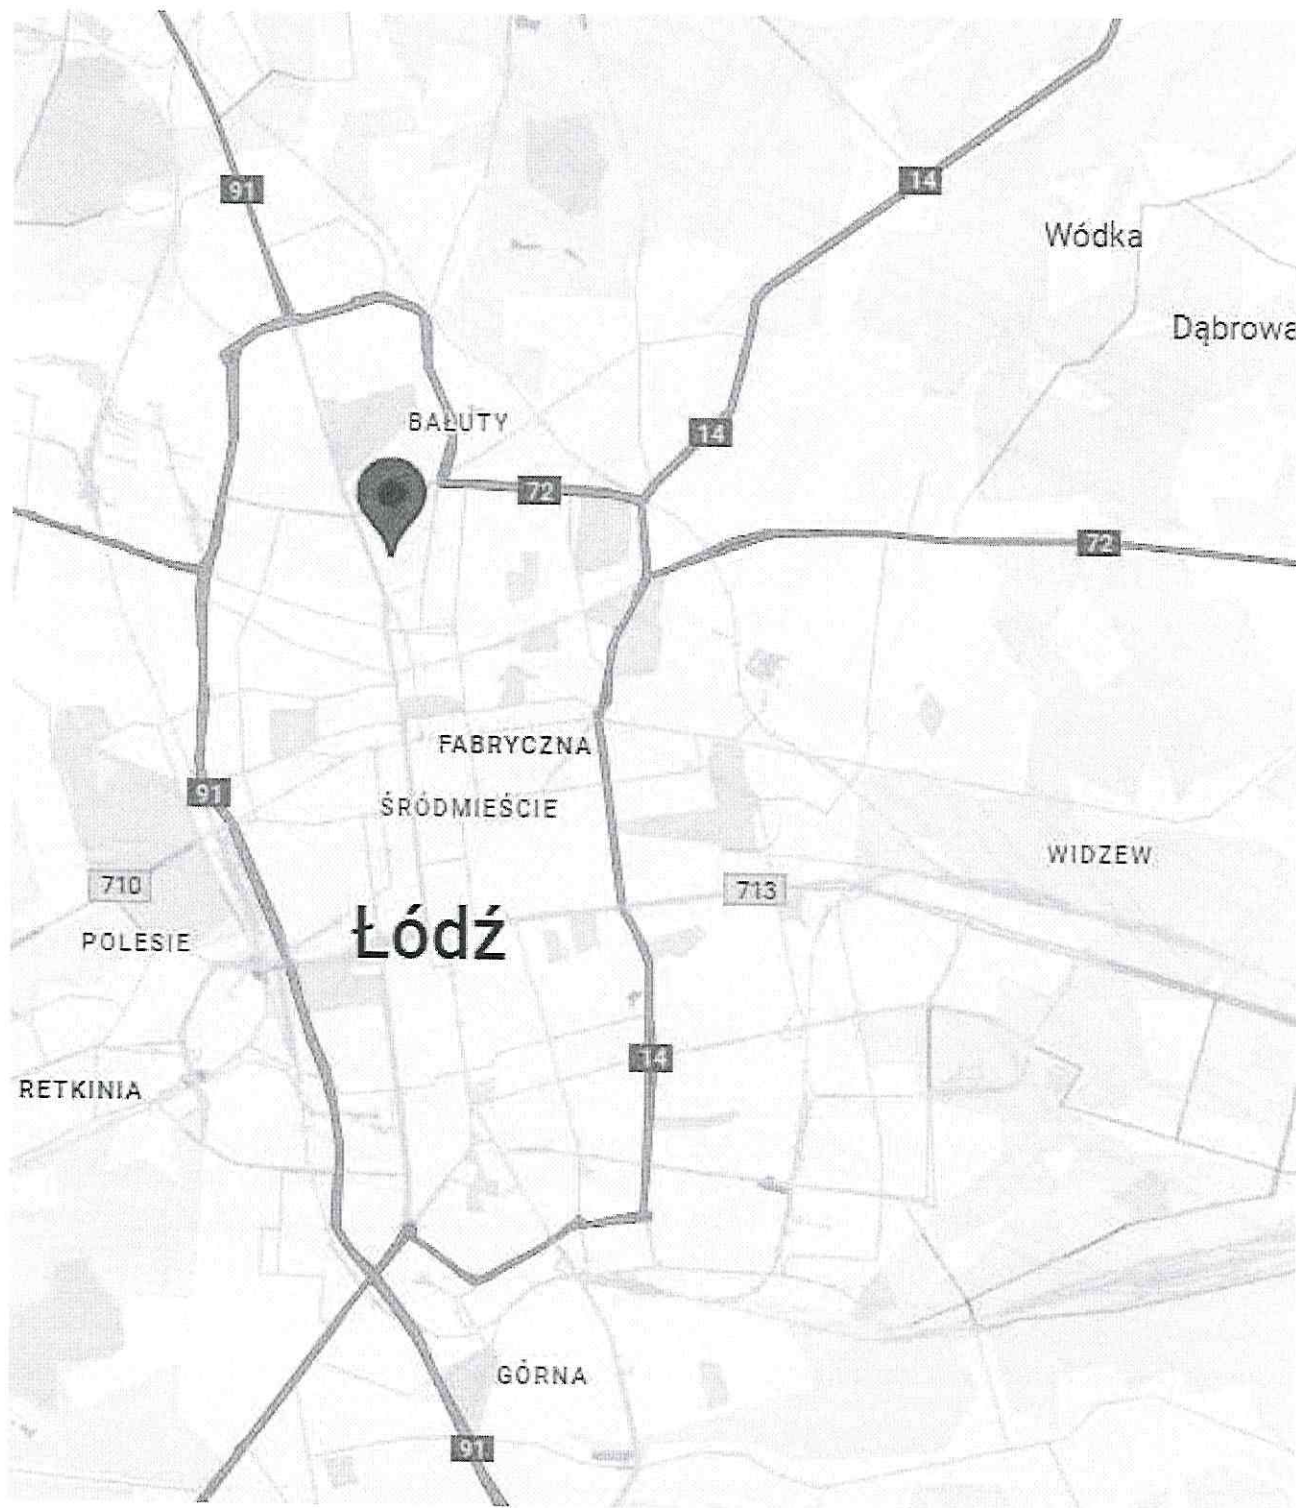 91
14
Wódka
Dąbrowa
BAŁUTY
14
72
72
FABRYCZNA
91
ŚRÓDMIEŚCIE
WIDZEW
710
713
POLESIE
Łódź
14
RETKINIA
GÓRNA
91